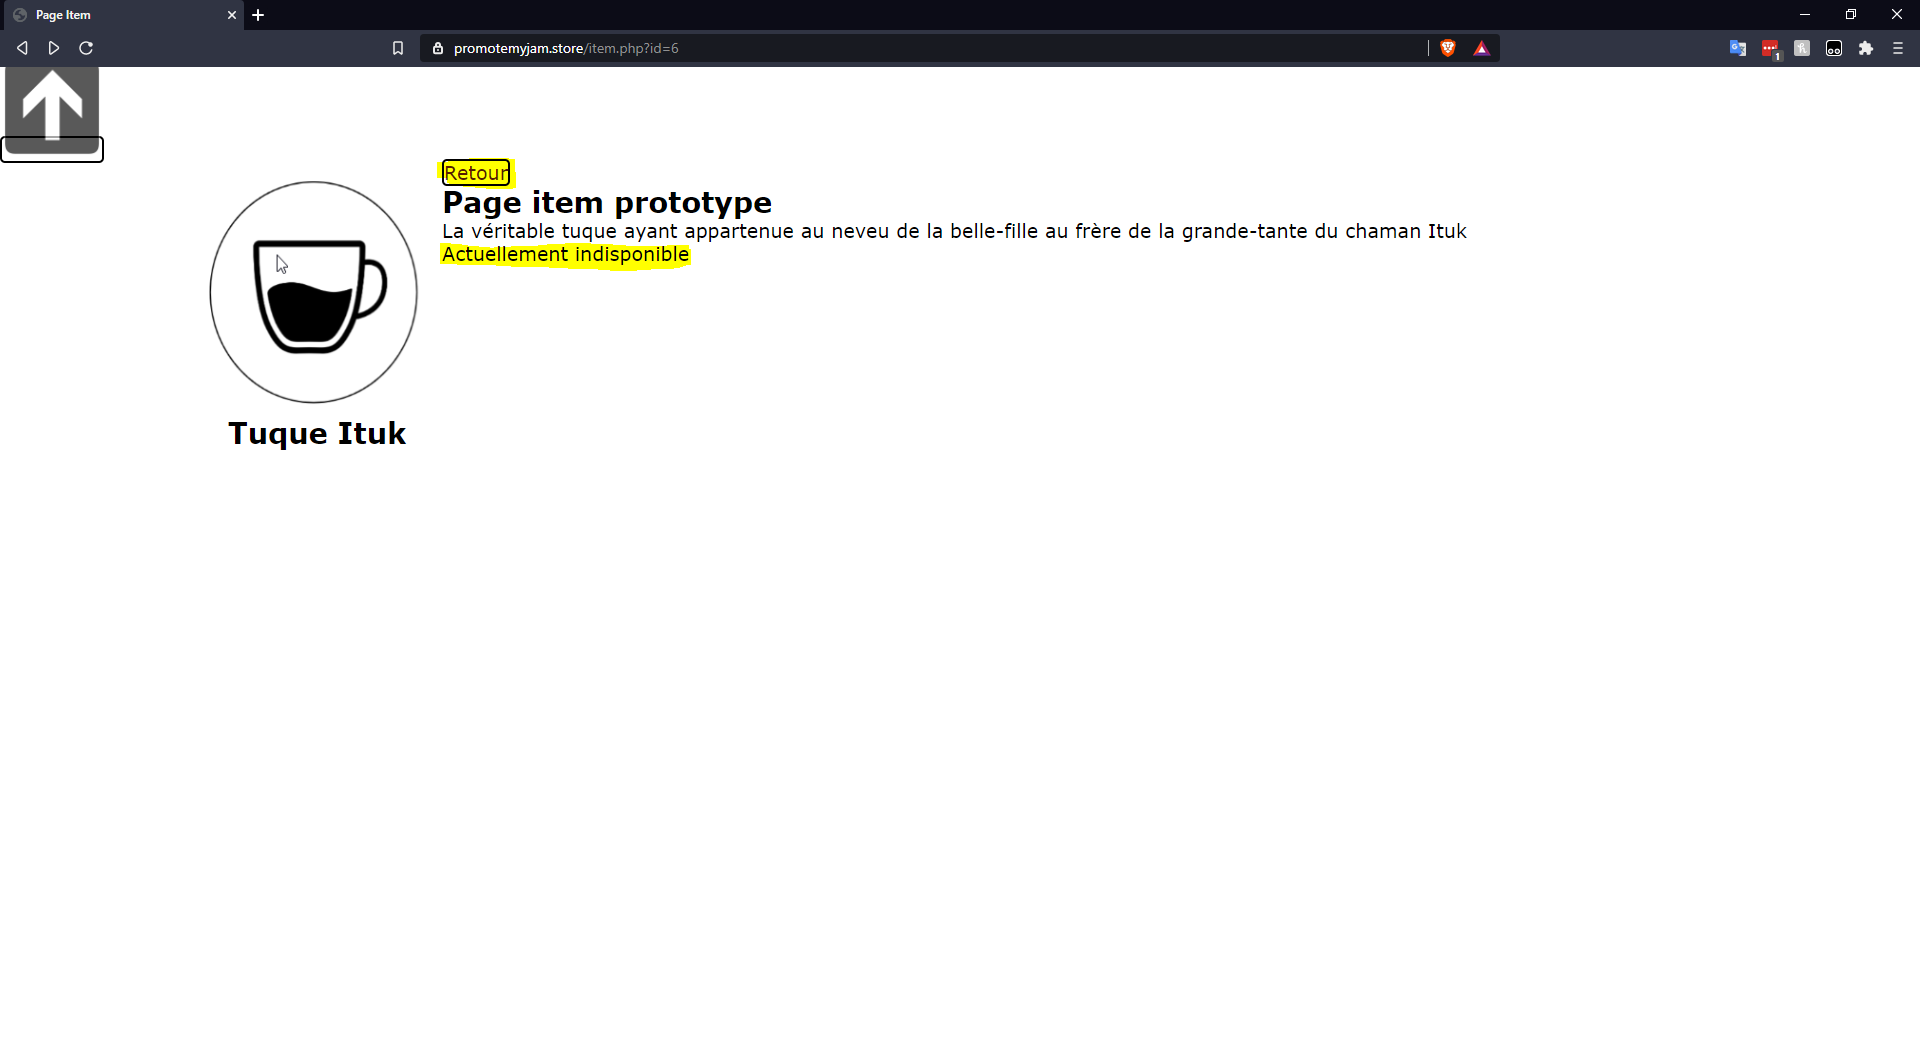 Page Item
promotemyjam.store/item.php?id=6
1
Retour
Page item prototype
La véritable tuque ayant appartenue au neveu de la belle-fille au frère de la grande-tante du chaman Ituk
Actuellement indisponible
Tuque Ituk